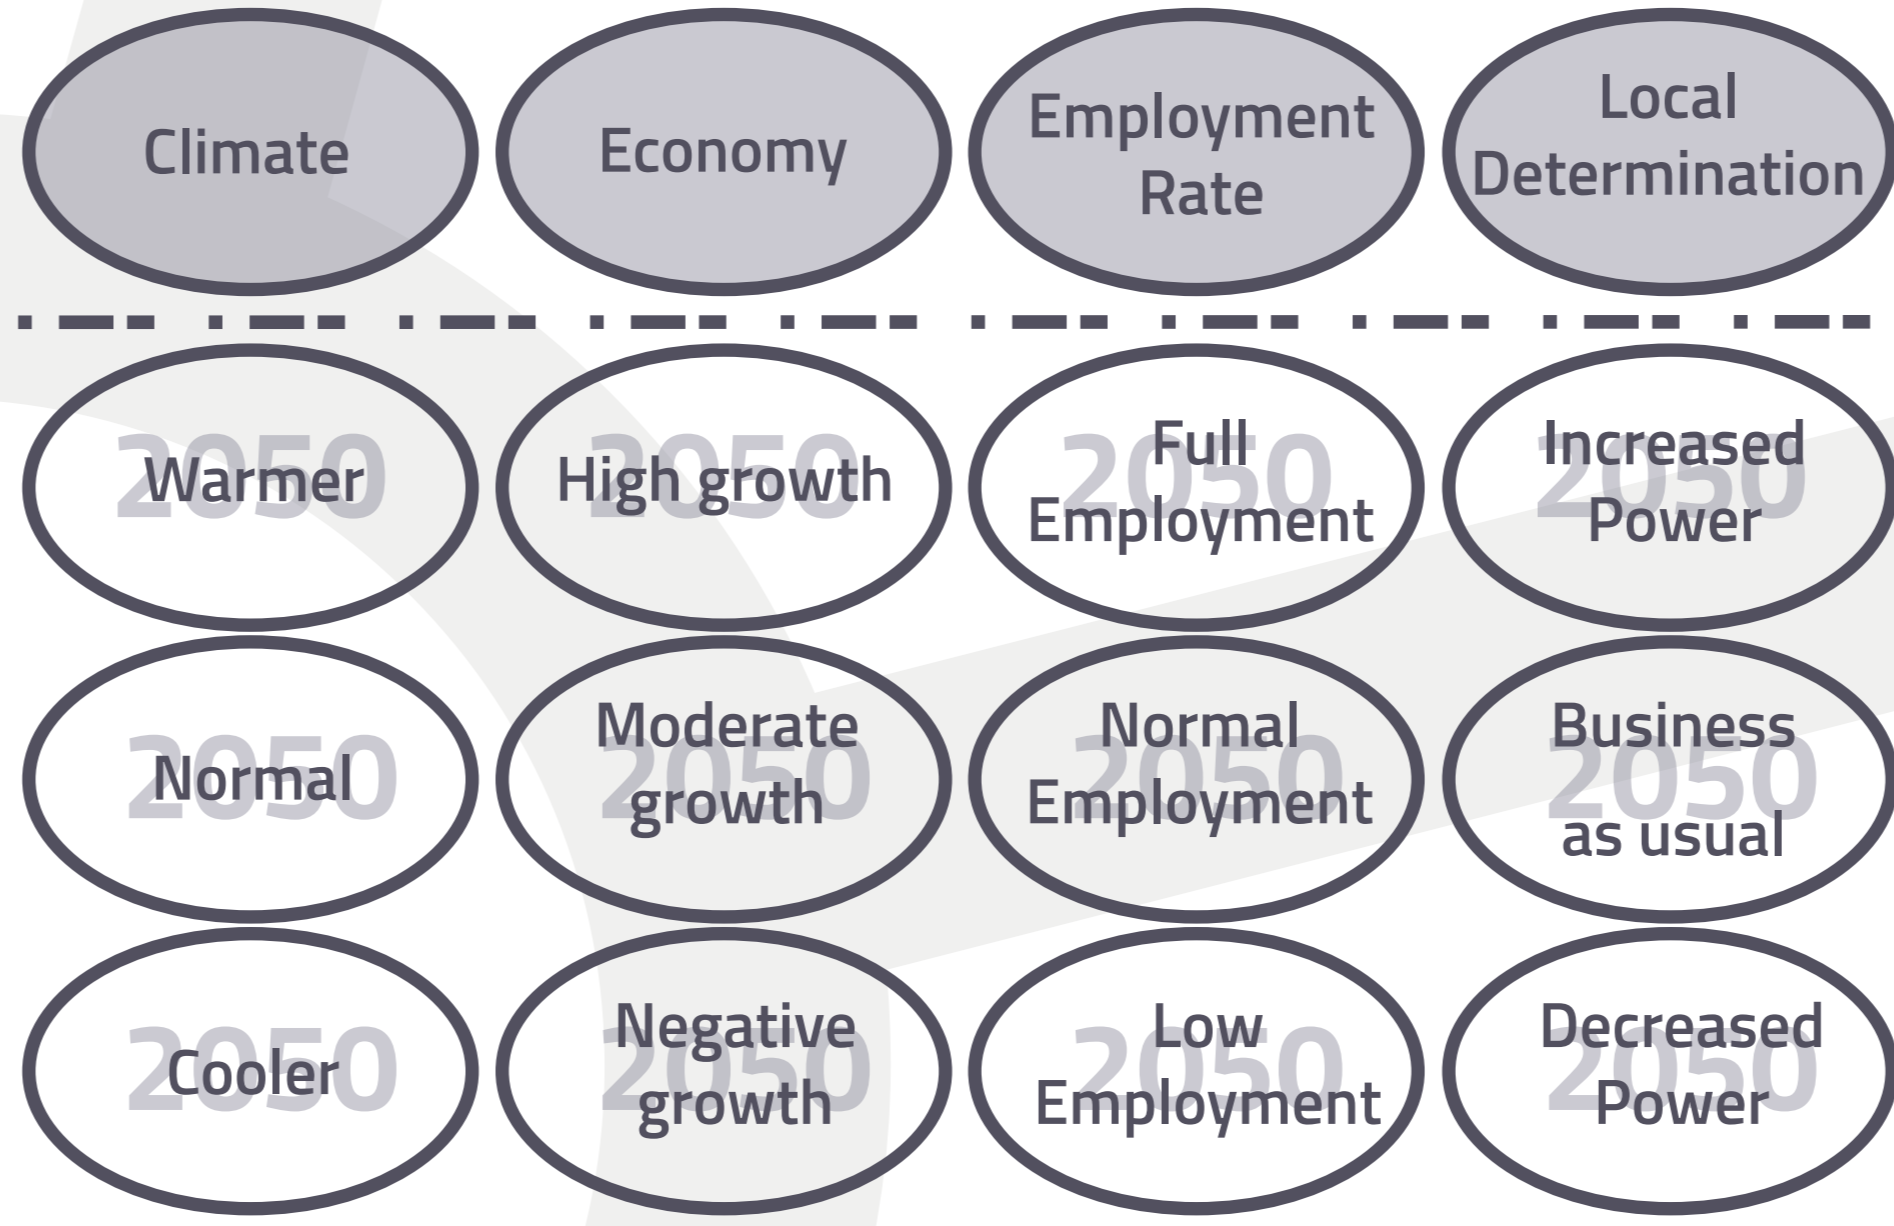 Climate
Economy
Employment
Rate
Local
Determination
2050
Warmer
2050
High growth
2050
Full
Employment
2050
Increased
Power
2050
Normal
2050
Moderate
growth
2050
Normal
Employment
2050
Business
as usual
2050
Cooler
2050
Negative
growth
2050
Low
Employment
2050
Decreased
Power